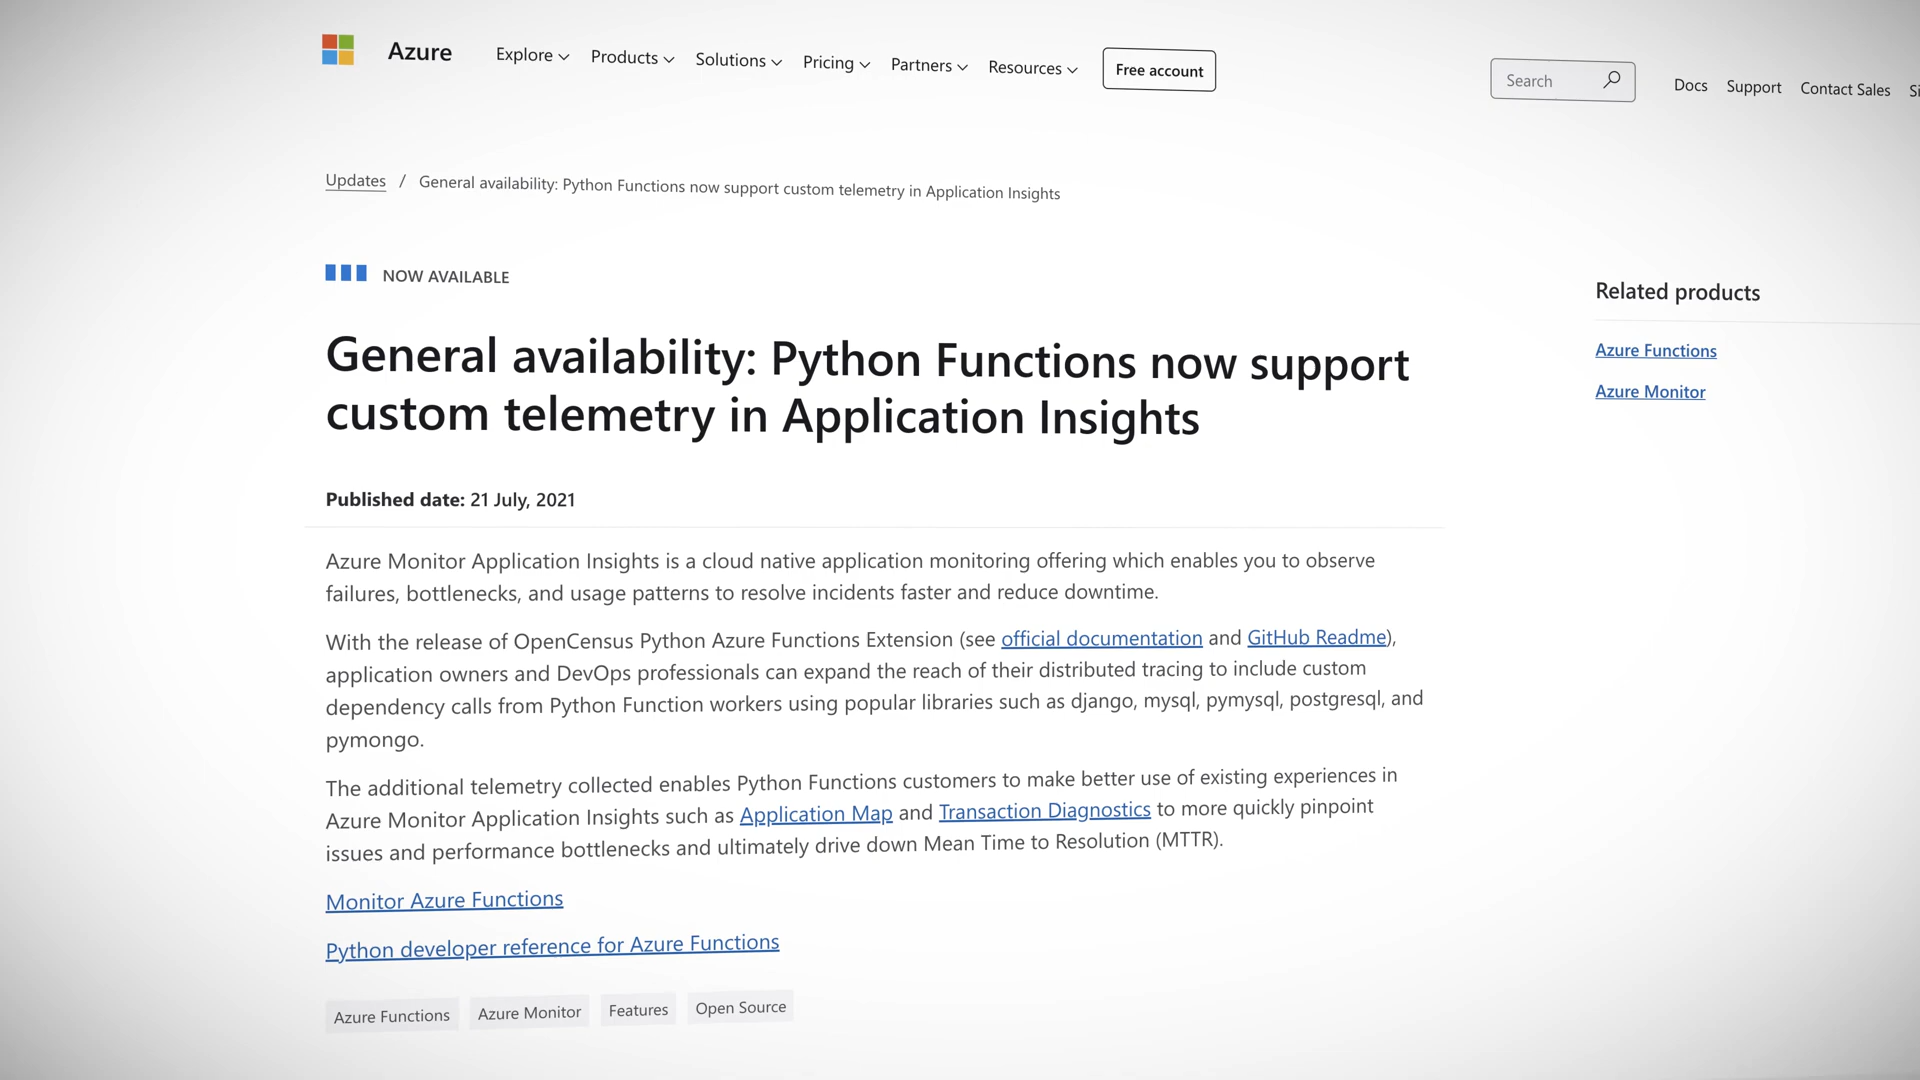 Azure Explore Products Solutions Pricing Partners Resources Free account Search Docs Support Contact Sales
Updates / General availability: Python Functions now support custom telemetry in Application Insights
NOW AVAILABLE
General availability: Python Functions now support
custom telemetry in Application Insights
Related products
Azure Functions
Azure Monitor
Published date: 21 July, 2021
Azure Monitor Application Insights is a cloud native application monitoring offering which enables you to observe
failures, bottlenecks, and usage patterns to resolve incidents faster and reduce downtime.
With the release of OpenCensus Python Azure Functions Extension (see official documentation and GitHub Readme),
application owners and DevOps professionals can expand the reach of their distributed tracing to include custom
dependency calls from Python Function workers using popular libraries such as django, mysql, pymysql, postgresql, and
pymongo.
The additional telemetry collected enables Python Functions customers to make better use of existing experiences in
Azure Monitor Application Insights such as Application Map and Transaction Diagnostics to more quickly pinpoint
issues and performance bottlenecks and ultimately drive down Mean Time to Resolution (MTTR).
Monitor Azure Functions
Python developer reference for Azure Functions
Azure Functions Azure Monitor Features Open Source